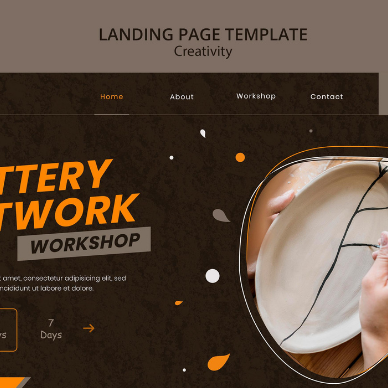 LANDING PAGE TEMPLATE
Creativity
Home About Workshop Contact
TTERY
TWORK
WORKSHOP
amet, consectetur adipisicing elit, sed
ncididunt ut labore et dolore.
7
Days